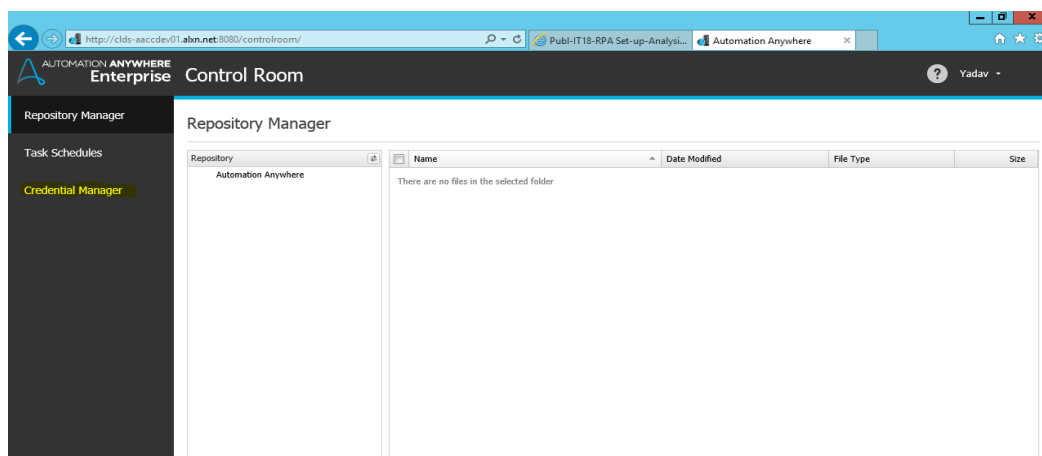 http://clds-aaccdev01.alxn.net:8080/controlroom/
Publ-IT18-RPA Set-up-Analysi...
Automation Anywhere
AUTOMATION ANYWHERE
Enterprise
Control Room
? Yadav
Repository Manager
Task Schedules
Credential Manager
Repository Manager
Repository
Automation Anywhere
Name Date Modified File Type Size
There are no files in the selected folder